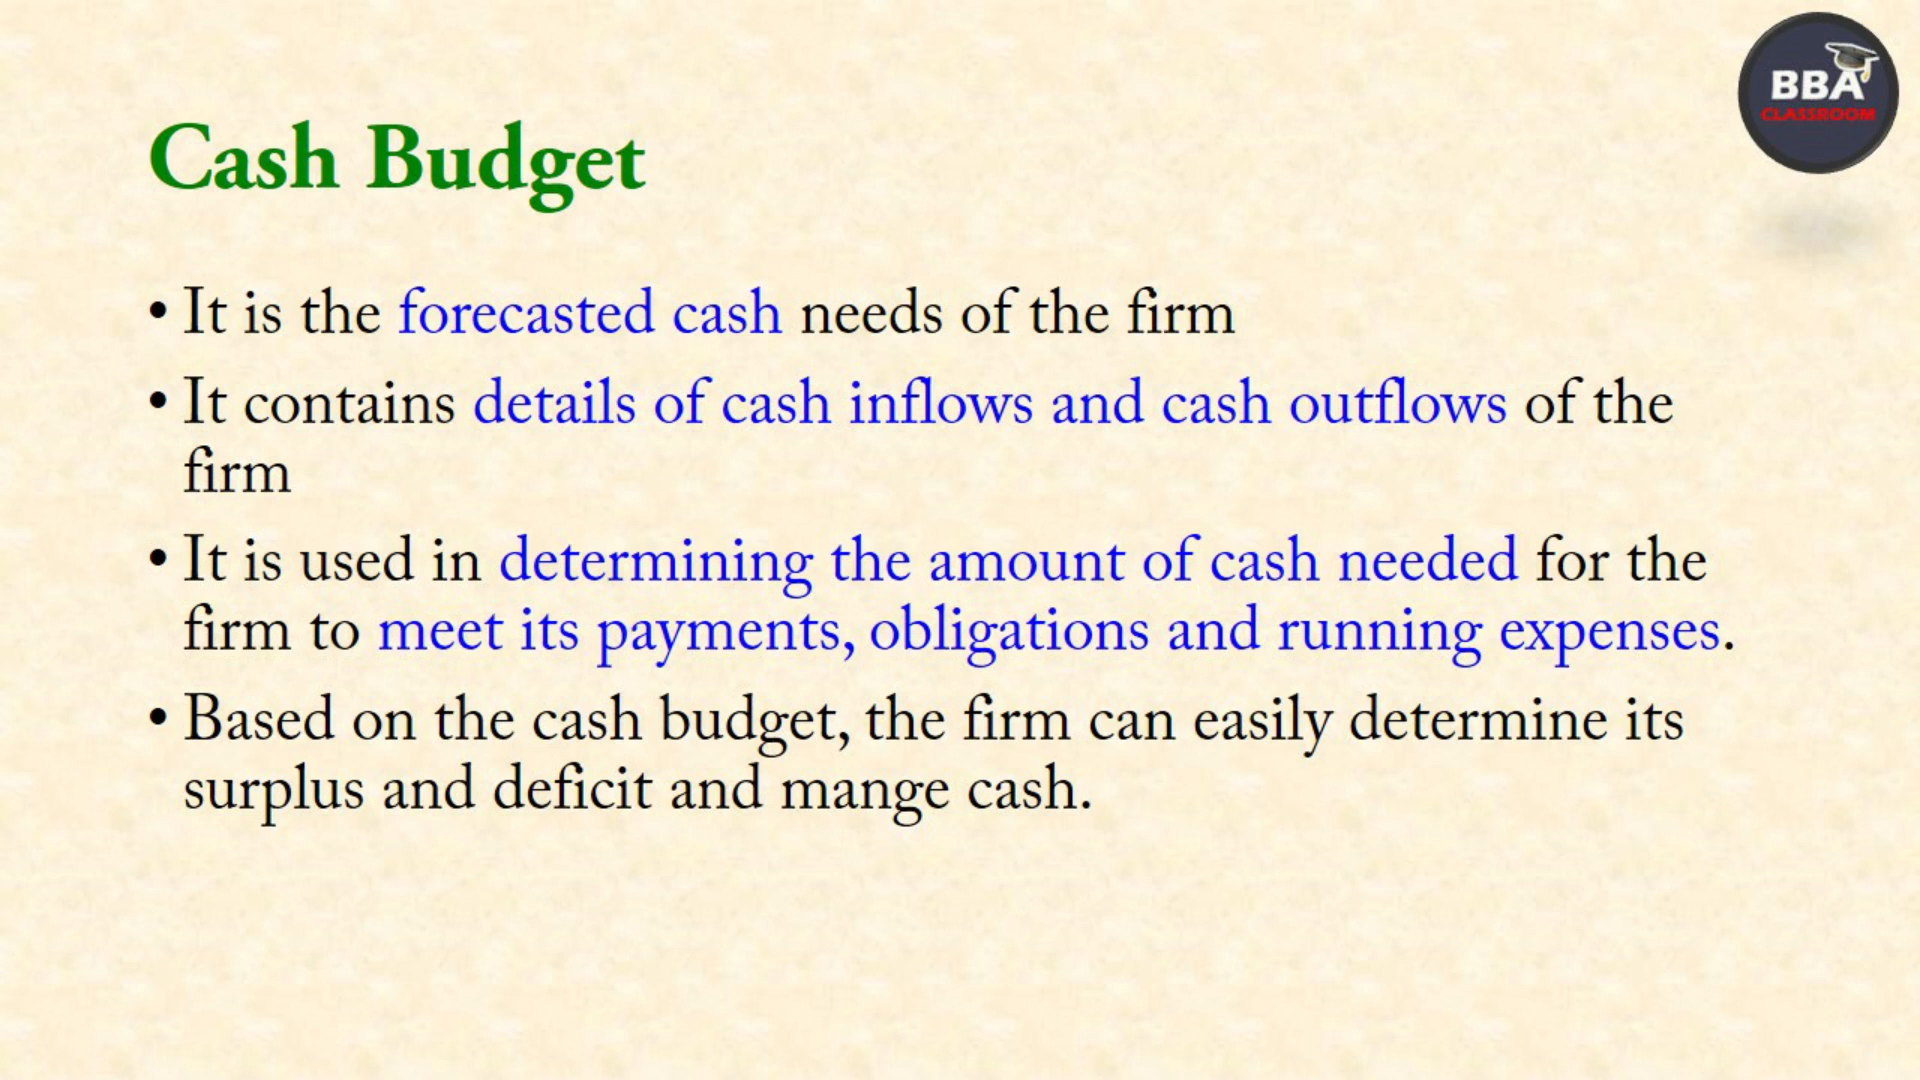 BBA
CLASSROOM
Cash Budget
• It is the forecasted cash needs of the firm
• It contains details of cash inflows and cash outflows of the
firm
• It is used in determining the amount of cash needed for the
firm to meet its payments, obligations and running expenses.
• Based on the cash budget, the firm can easily determine its
surplus and deficit and mange cash.